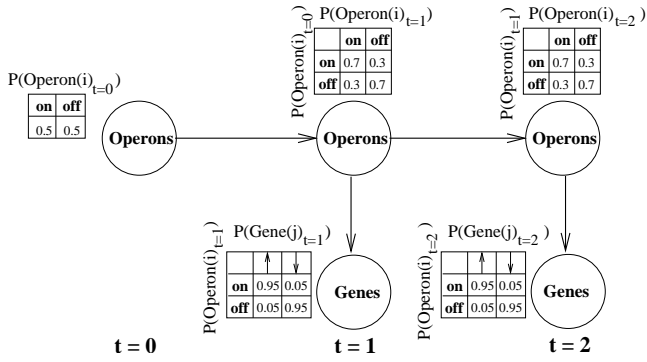 P(Operon(i)t=0)
on off
0.5 0.5
Operons
P(Operon(i)t=1)
P(Operon(i)t=0)
on off
on 0.7 0.3
off 0.3 0.7
Operons
P(Operon(i)t=2)
P(Operon(i)t=1)
on off
on 0.7 0.3
off 0.3 0.7
Operons
P(Gene(j)t=1)
P(Operon(i)t=1)
↑ ↓
on 0.95 0.05
off 0.05 0.95
Genes
P(Gene(j)t=2)
P(Operon(i)t=2)
↑ ↓
on 0.95 0.05
off 0.05 0.95
Genes
t = 0
t = 1
t = 2